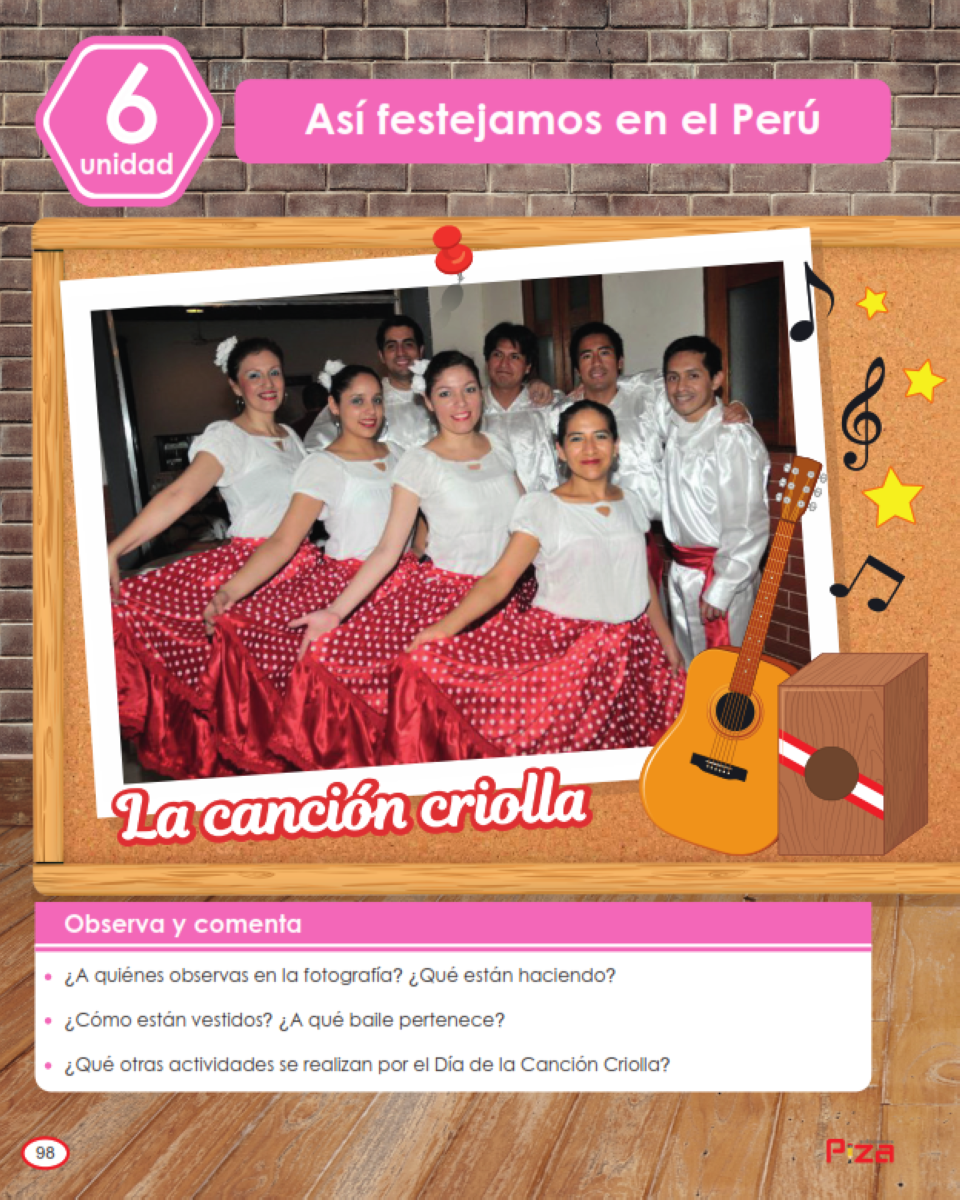 6
unidad
Así festejamos en el Perú
La canción criolla
Observa y comenta
• ¿A quiénes observas en la fotografía? ¿Qué están haciendo?
• ¿Cómo están vestidos? ¿A qué baile pertenece?
• ¿Qué otras actividades se realizan por el Día de la Canción Criolla?
98
Piza